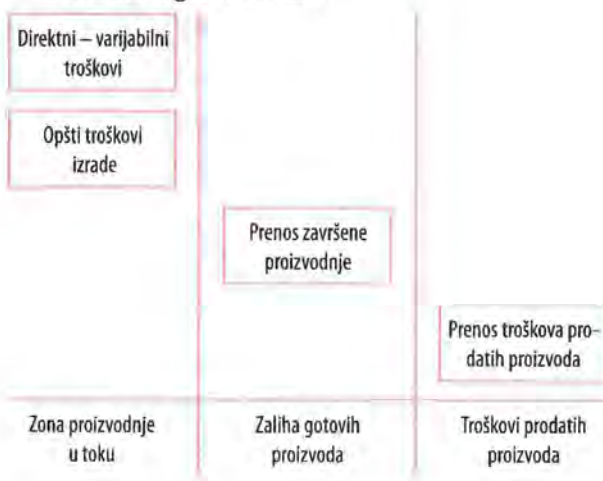 Direktni – varijabilni
troškovi
Opšti troškovi
izrade
Prenos završene
proizvodnje
Prenos troškova pro-
datih proizvoda
Zona proizvodnje
u toku
Zaliha gotovih
proizvoda
Troškovi prodatih
proizvoda